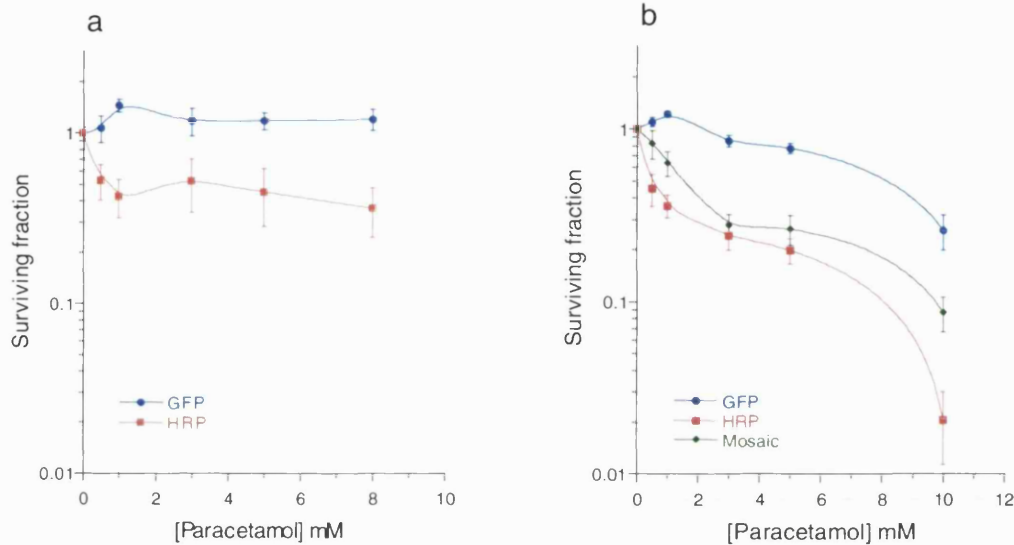 a
Surviving fraction
1
0.1
0.01
0 2 4 6 8 10
[Paracetamol] mM
GFP
HRP
b
Surviving fraction
1
0.1
0.01
0 2 4 6 8 10 12
[Paracetamol] mM
GFP
HRP
Mosaic